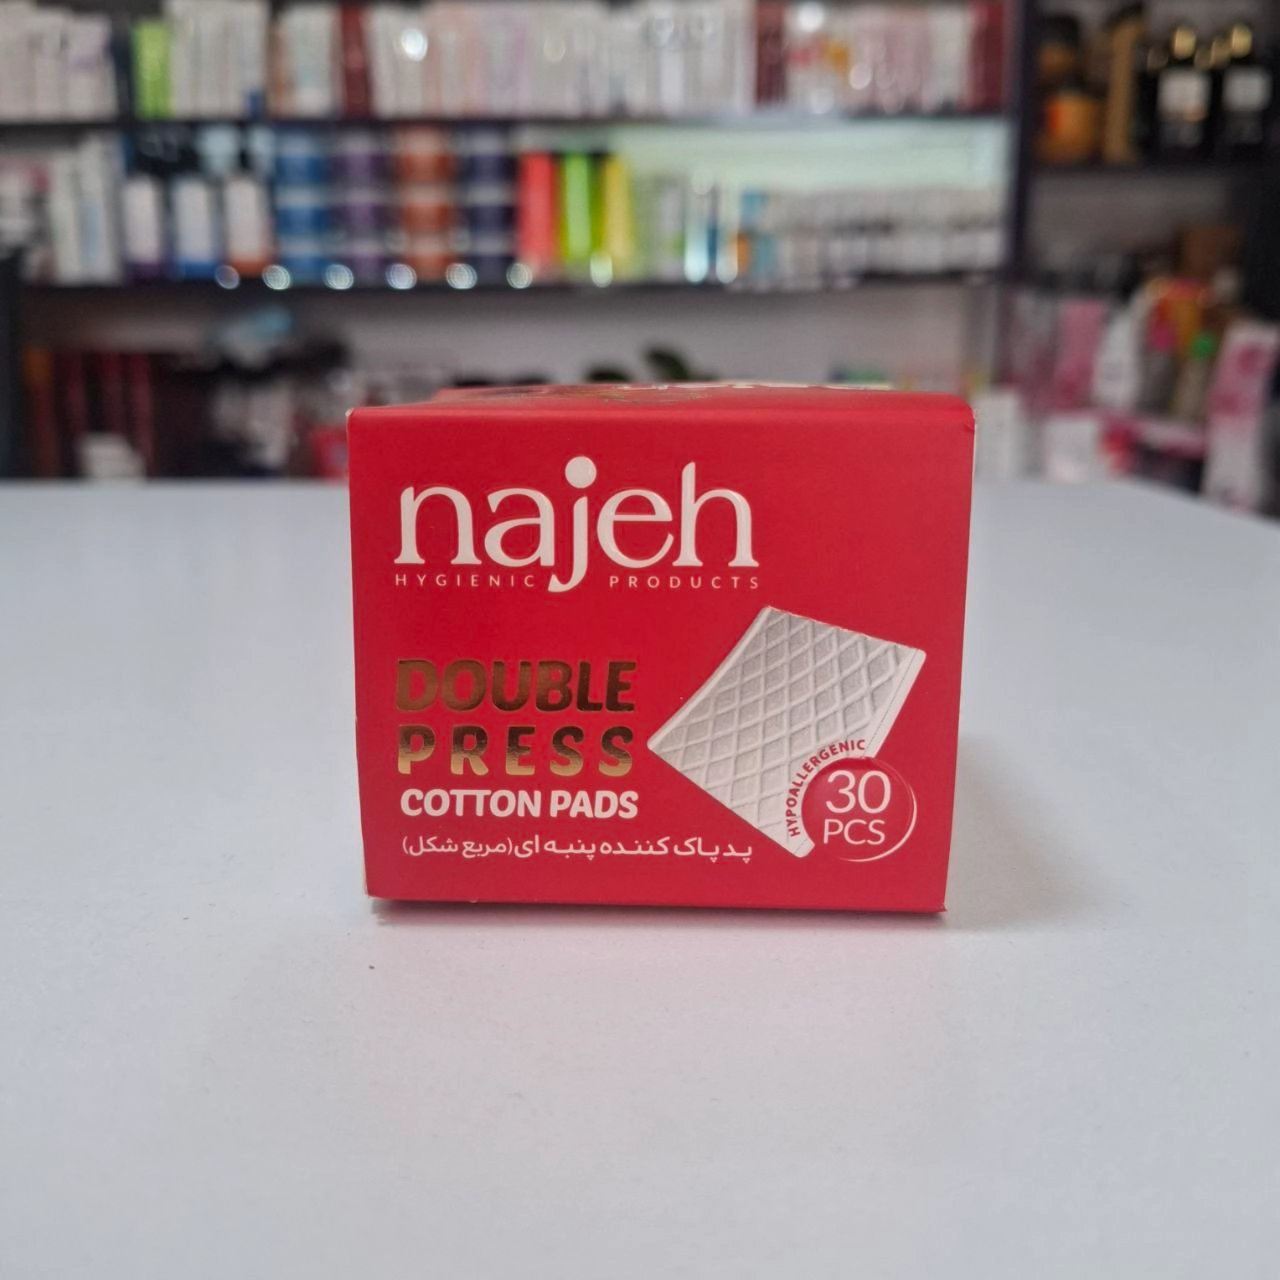 najeh
HYGIENIC PRODUCTS
DOUBLE
PRESS
COTTON PADS
پد پاک کننده پنبه ای (مربع شکل)
HYPOALLERGENIC
30
PCS